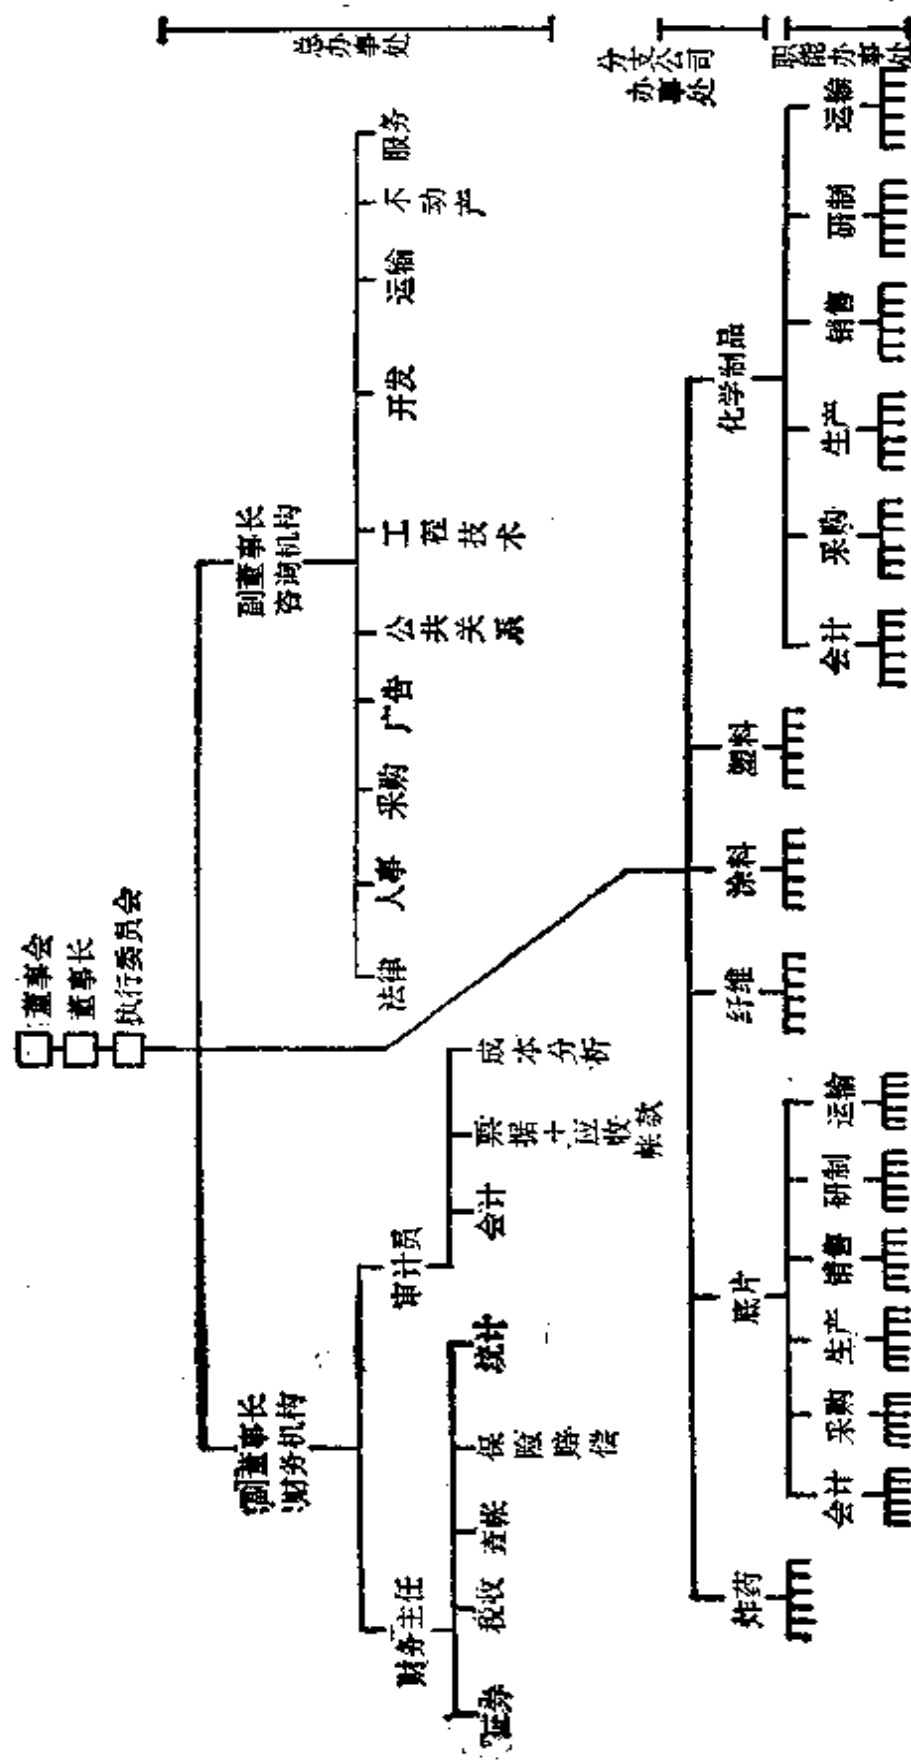 董事会
董事长
执行委员会
总办事处
副董事长
财务机构
副董事长
咨询机构
财务主任
审计员
法律
人事
采购
广告
公共关系
工程技术
开发
运输
不动产
服务
证券
税收
查帐
保险赔偿
统计
会计
票据+应收
帐款
成本分析
分支公司
办事处
炸药
底片
纤维
涂料
塑料
化学制品
职能办事处
会计
采购
生产
销售
研制
运输
会计
采购
生产
销售
研制
运输